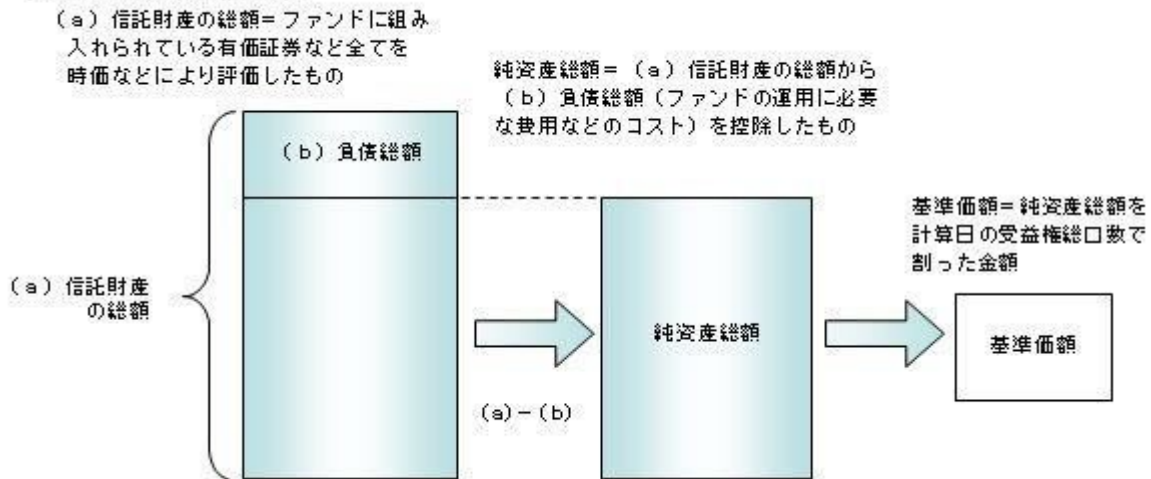 (a)信託財産の総額=ファンドに組み
入れられている有価証券など全てを
時価などにより評価したもの
純資産総額=(a)信託財産の総額から
(b)負債総額(ファンドの運用に必要
な費用などのコスト)を控除したもの
(b)負債総額
基準価額=純資産総額を
計算日の受益権総口数で
割った金額
(a)信託財産
の総額
純資産総額
基準価額
(a)-(b)